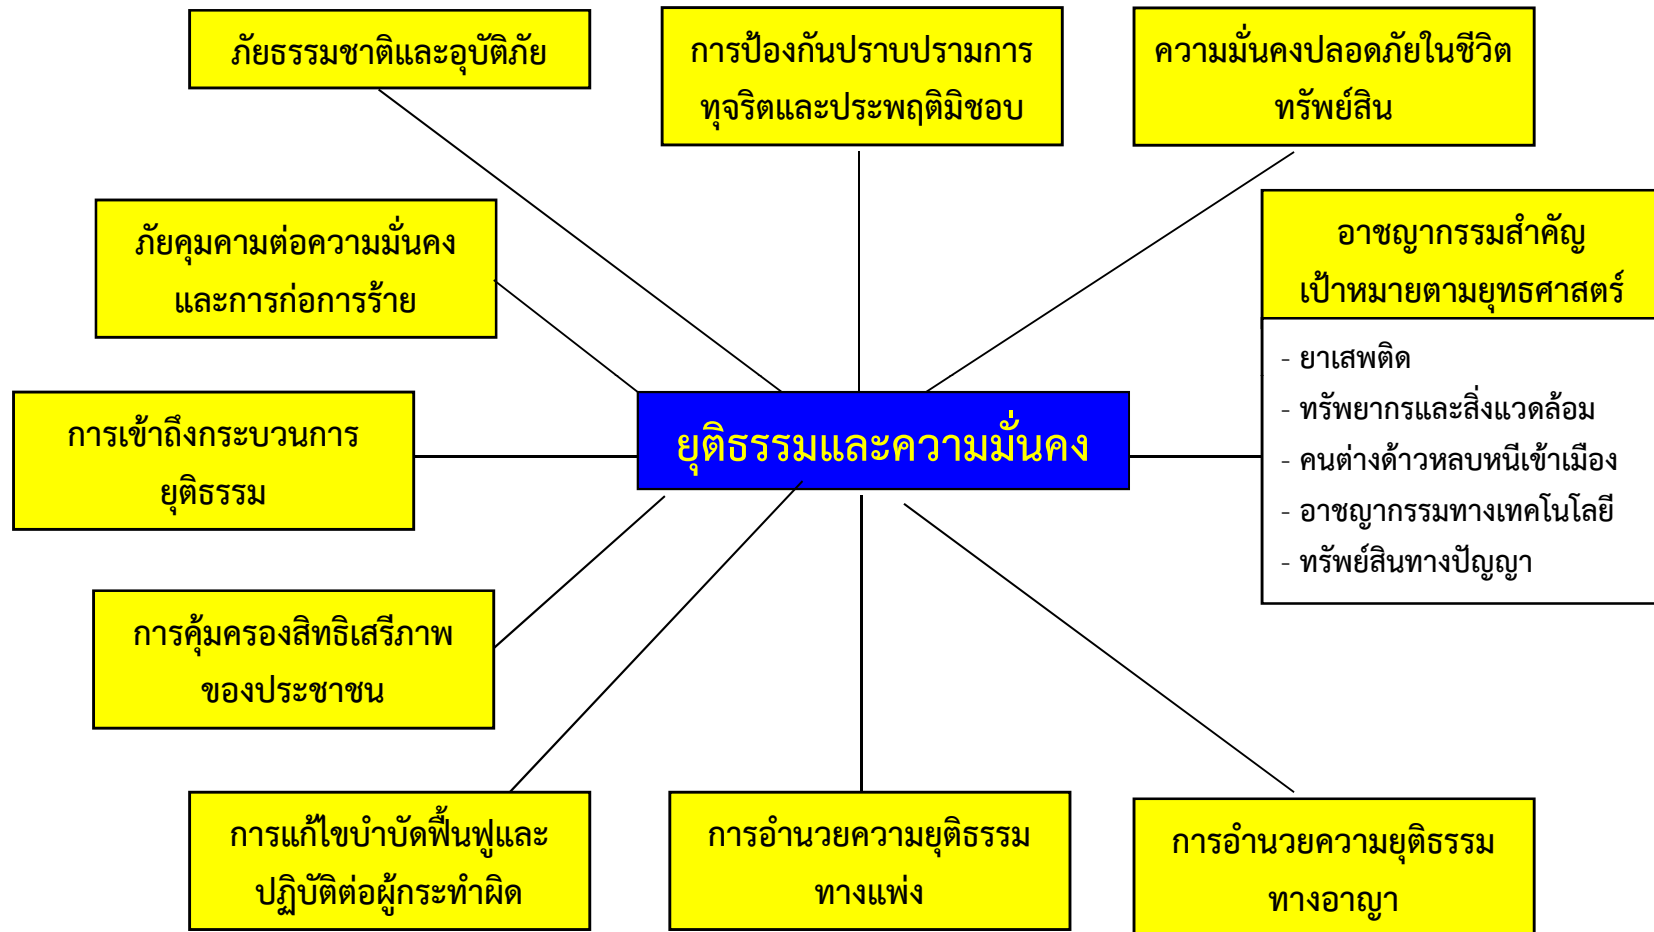 ภัยธรรมชาติและอุบัติภัย
การป้องกันปราบปรามการ
ทุจริตและประพฤติมิชอบ
ความมั่นคงปลอดภัยในชีวิต
ทรัพย์สิน
ภัยคุมคามต่อความมั่นคง
และการก่อการร้าย
อาชญากรรมสำคัญ
เป้าหมายตามยุทธศาสตร์
- ยาเสพติด
- ทรัพยากรและสิ่งแวดล้อม
- คนต่างด้าวหลบหนีเข้าเมือง
- อาชญากรรมทางเทคโนโลยี
- ทรัพย์สินทางปัญญา
การเข้าถึงกระบวนการ
ยุติธรรม
ยุติธรรมและความมั่นคง
การคุ้มครองสิทธิเสรีภาพ
ของประชาชน
การแก้ไขบำบัดฟื้นฟูและ
ปฏิบัติต่อผู้กระทำผิด
การอำนวยความยุติธรรม
ทางแพ่ง
การอำนวยความยุติธรรม
ทางอาญา